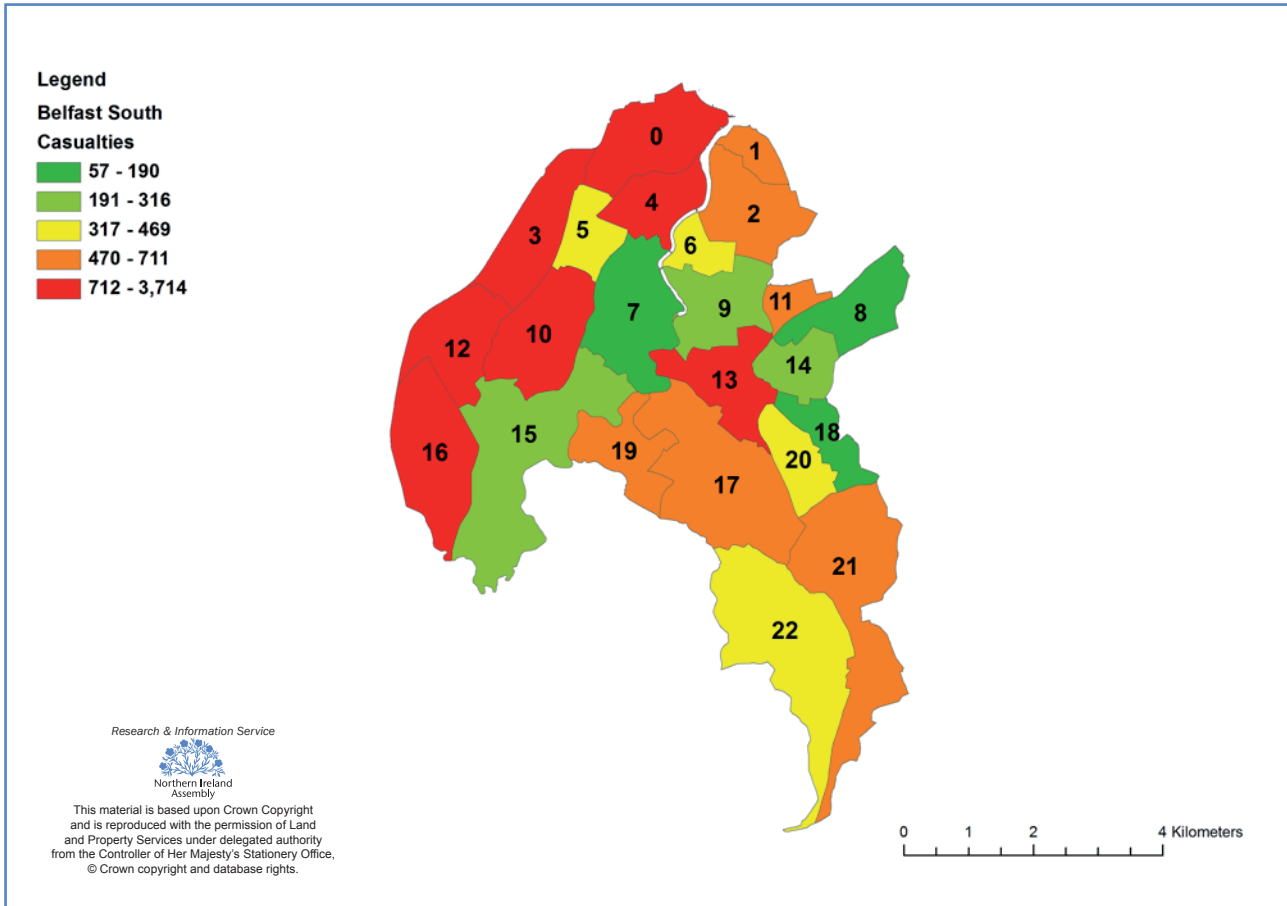 Legend
Belfast South
Casualties
57 - 190
191 - 316
317 - 469
470 - 711
712 - 3,714
0
1
4
2
3
5
6
7
9
11
8
10
12
13
14
16
15
19
18
20
17
21
22
Research & Information Service
Northern Ireland
Assembly
This material is based upon Crown Copyright
and is reproduced with the permission of Land
and Property Services under delegated authority
from the Controller of Her Majesty's Stationery Office,
© Crown copyright and database rights.
0 1 2 4 Kilometers